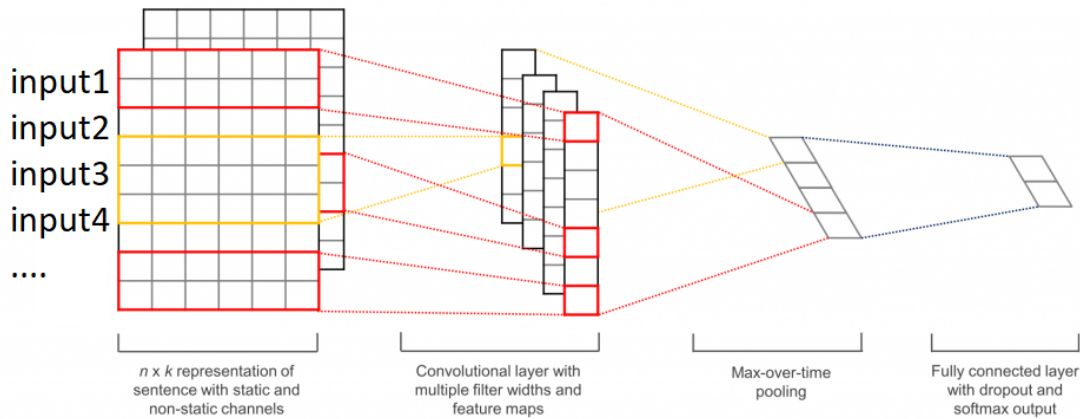 input1
input2
input3
input4
....
n x k representation of
sentence with static and
non-static channels
Convolutional layer with
multiple filter widths and
feature maps
Max-over-time
pooling
Fully connected layer
with dropout and
softmax output